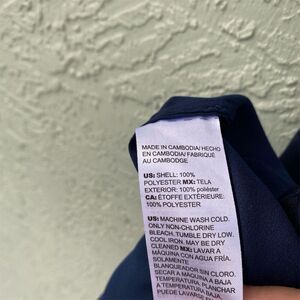 MADE IN CAMBODIA/ HECHO
EN CAMBODIA/ FABRIQUÉ
AU CAMBODGE
US: SHELL: 100%
POLYESTER MX: TELA
EXTERIOR: 100% poliéster
CA: ÉTOFFE EXTÉRIEURE:
100% POLYESTER
US: MACHINE WASH COLD.
ONLY NON-CHLORINE
BLEACH. TUMBLE DRY LOW.
COOL IRON. MAY BE DRY
CLEANED MX: LAVAR A
MÁQUINA CON AGUA FRÍA.
SOLAMENTE
BLANQUEADOR SIN CLORO.
SECAR A MAQUINA A BAJA
TEMPERATURA. PLANCHAR
A TEMPERATURA BAJA
PUEDE LAVARSE